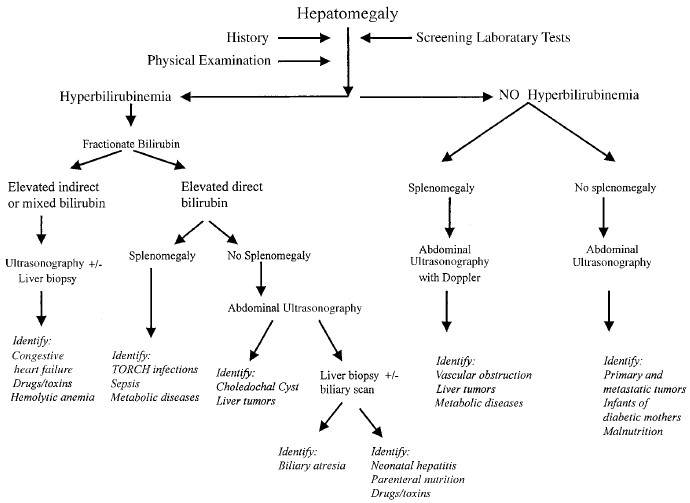 Hepatomegaly
History
Screening Laboratary Tests
Physical Examination
Hyperbilirubinemia
NO Hyperbilirubinemia
Fractionate Bilirubin
Elevated indirect
or mixed bilirubin
Elevated direct
bilirubin
Splenomegaly
No splenomegaly
Ultrasonography +/-
Liver biopsy
Splenomegaly
No Splenomegaly
Abdominal
Ultrasonography
with Doppler
Abdominal
Ultrasonography
Abdominal Ultrasonography
Identify:
Congestive
heart failure
Drugs/toxins
Hemolytic anemia
Identify:
TORCH infections
Sepsis
Metabolic diseases
Identify:
Choledochal Cyst
Liver tumors
Liver biopsy +/-
biliary scan
Identify:
Vascular obstruction
Liver tumors
Metabolic diseases
Identify:
Primary and
metastatic tumors
Infants of
diabetic mothers
Malnutrition
Identify:
Biliary atresia
Identify:
Neonatal hepatitis
Parenteral nutrition
Drugs/toxins